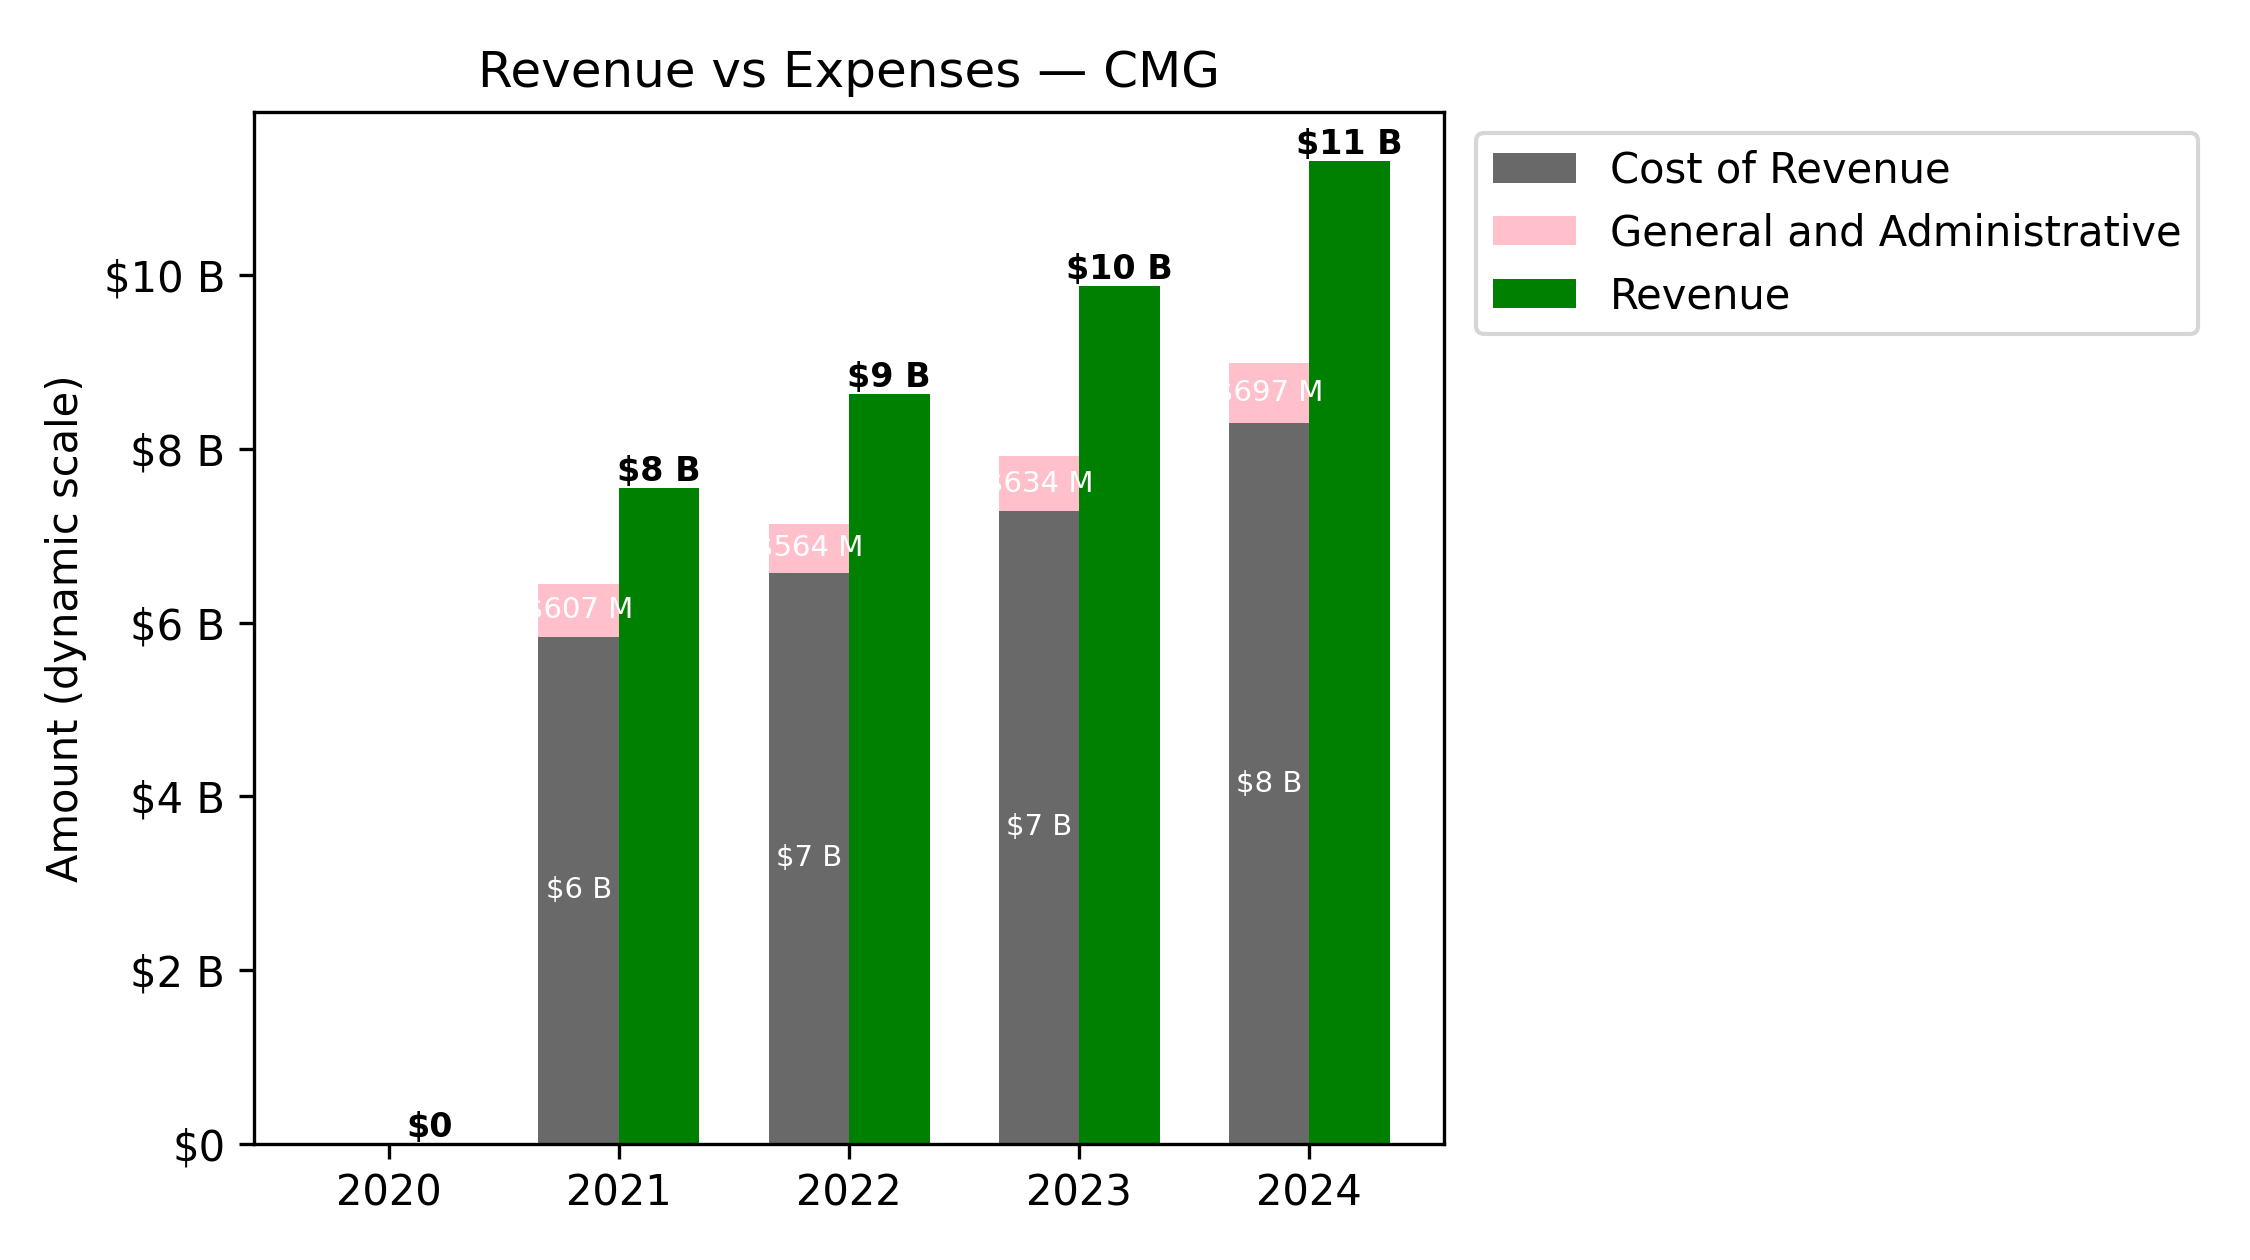 Revenue vs Expenses — CMG
Amount (dynamic scale)
$10 B
$8 B
$6 B
$4 B
$2 B
$0
2020
2021
2022
2023
2024
$0
$8 B
$607 M
$6 B
$9 B
$564 M
$7 B
$10 B
$634 M
$7 B
$11 B
$697 M
$8 B
Cost of Revenue
General and Administrative
Revenue